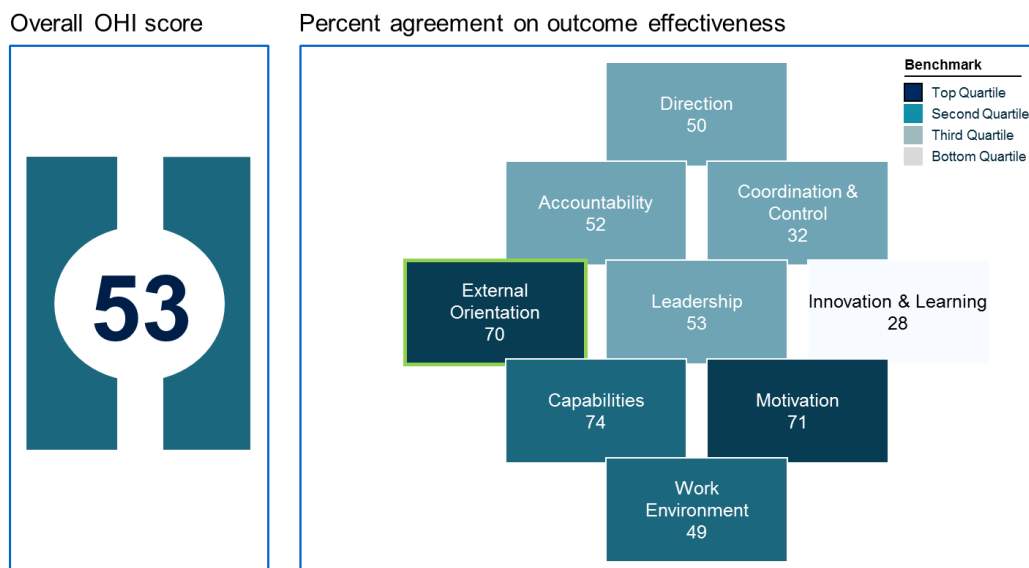 Overall OHI score
Percent agreement on outcome effectiveness
53
Benchmark
Top Quartile
Second Quartile
Third Quartile
Bottom Quartile
Direction
50
Accountability
52
Coordination &
Control
32
External
Orientation
70
Leadership
53
Innovation & Learning
28
Capabilities
74
Motivation
71
Work
Environment
49